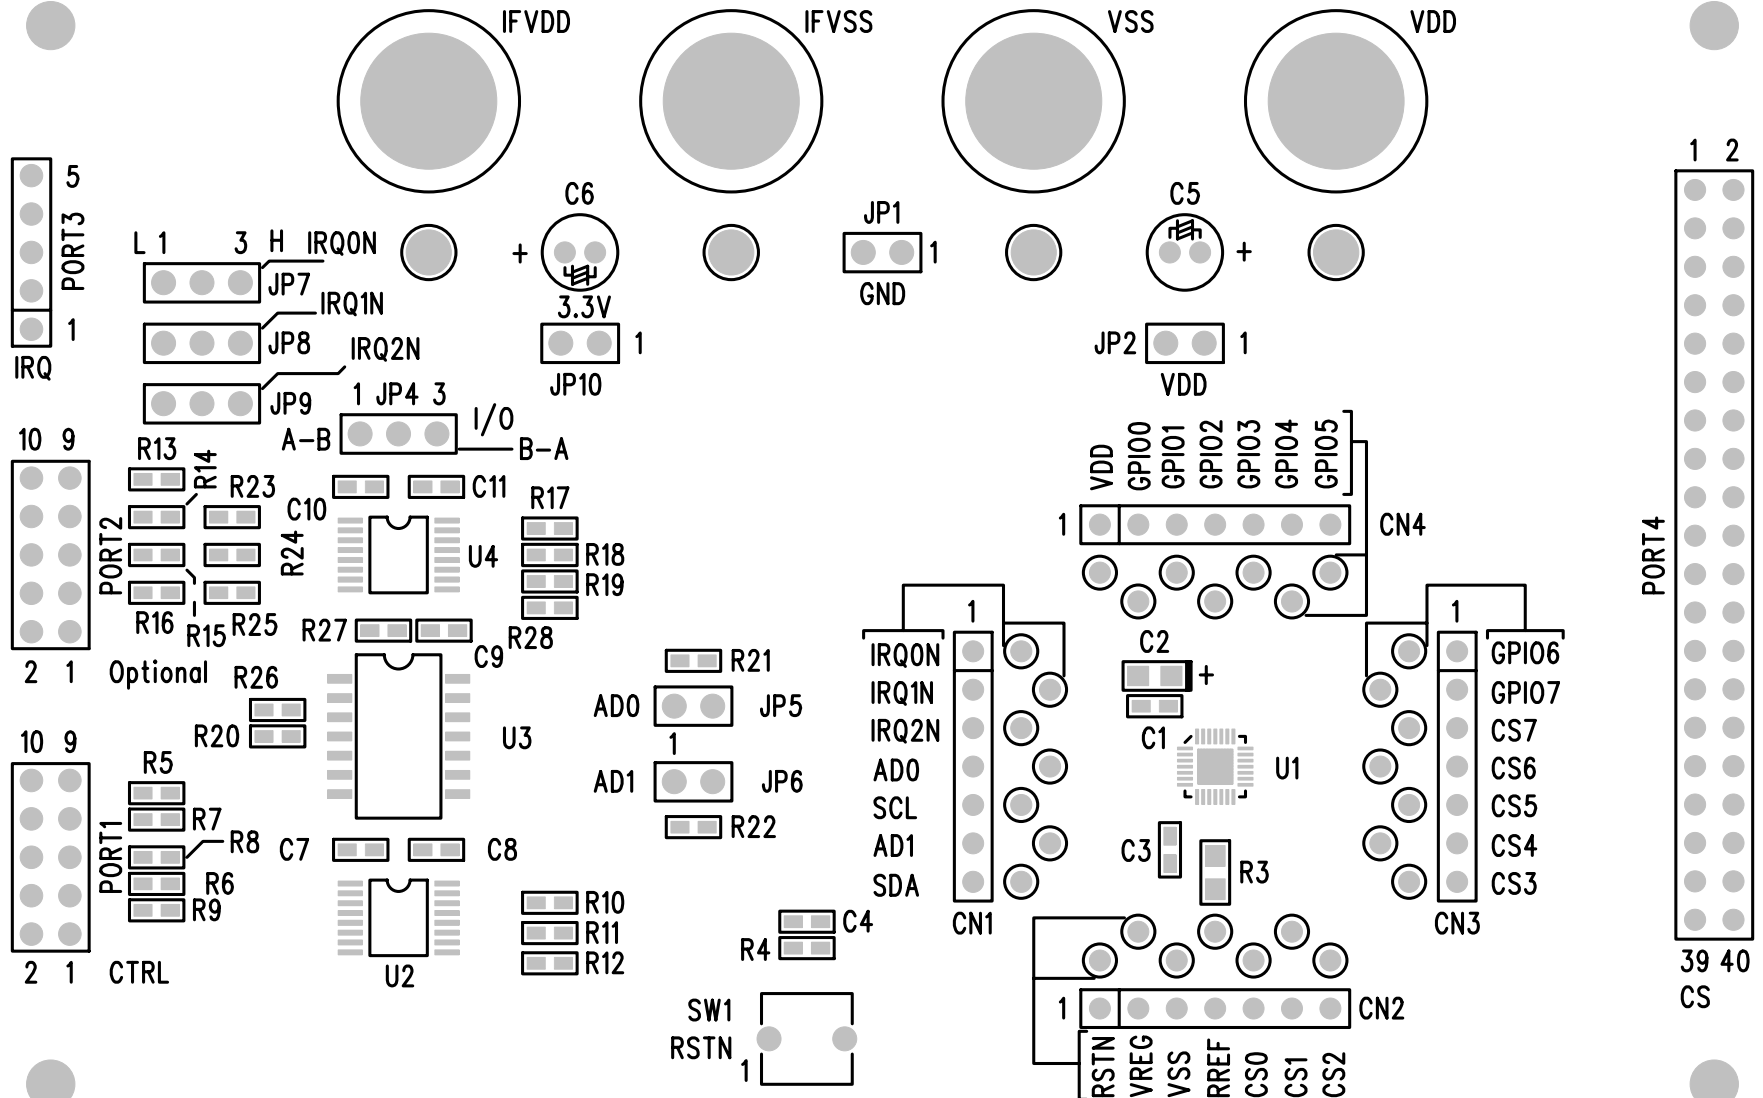 IFVDD
IFVSS
VSS
VDD
1 2
5
PORT3
1
IRQ
C6
+
3.3V
1
JP10
JP1
1
GND
C5
+
JP2
1
VDD
L 1 3 H IRQ0N
JP7
IRQ1N
JP8
IRQ2N
JP9
1 JP4 3
I/O
A-B
B-A
10 9
R13
R14
R23
PORT2
R24
R16
R15
R25
2 1 Optional
C10
C11
U4
R17
R18
R19
R28
R27
C9
R26
R20
U3
R21
AD0
JP5
1
AD1
JP6
R22
VDD
GPIO0
GPIO1
GPIO2
GPIO3
GPIO4
GPIO5
1
CN4
PORT4
1
IRQ0N
IRQ1N
IRQ2N
AD0
SCL
AD1
SDA
CN1
C2
+
C1
U1
C3
R3
1
GPIO6
GPIO7
CS7
CS6
CS5
CS4
CS3
CN3
10 9
R5
R7
R8
PORT1
R6
R9
2 1 CTRL
C7
C8
U2
R10
R11
R12
C4
R4
SW1
RSTN
1
1
CN2
RSTN
VREG
VSS
RREF
CS0
CS1
CS2
39 40
CS